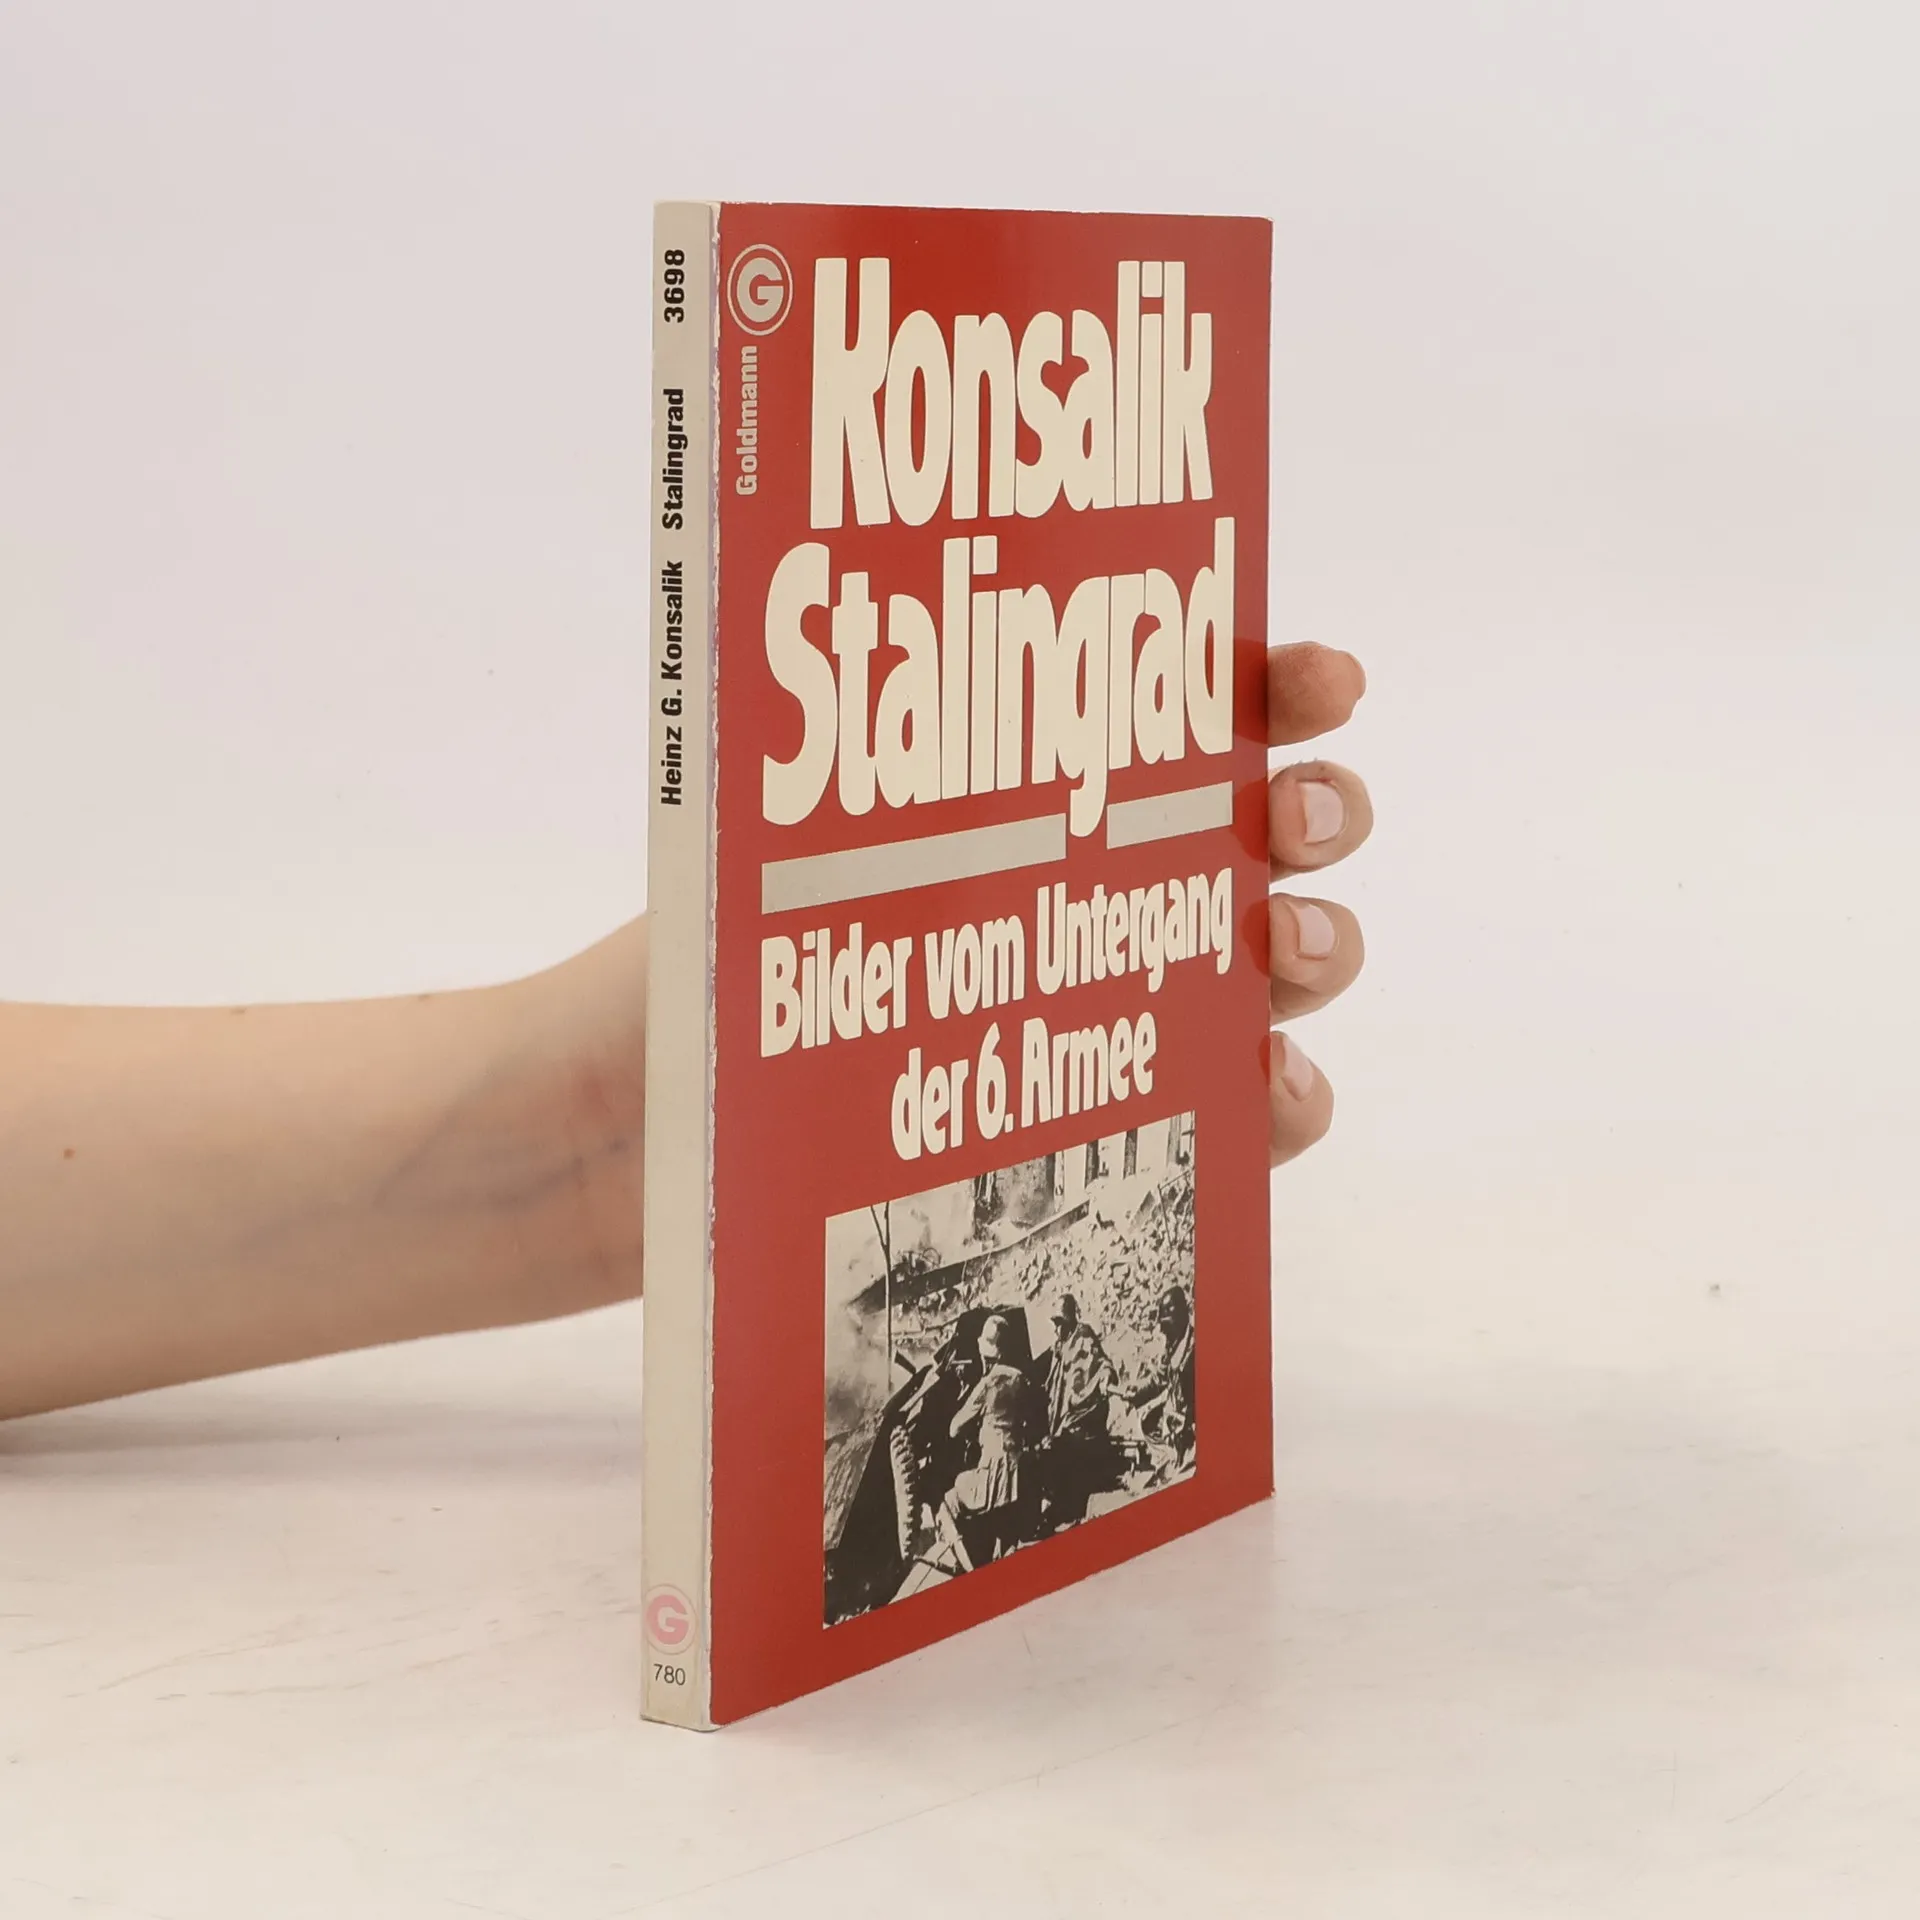 Heinz G. Konsalik Stalingrad 3698
G
780
G
Goldmann
Konsalik
Stalingrad
Bilder vom Untergang
der 6. Armee